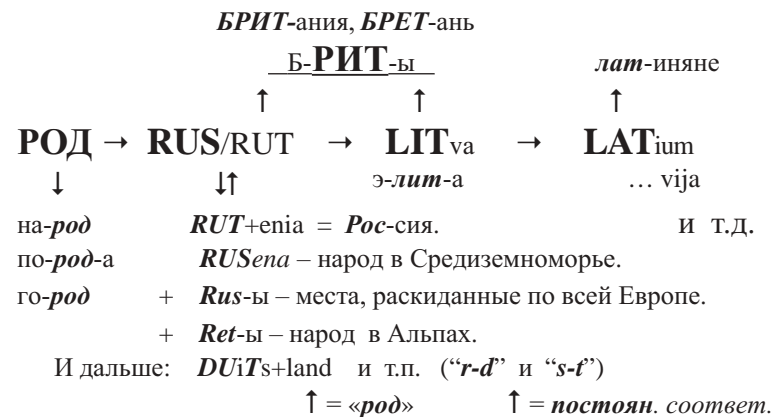 БРИТ-ания, БРЕТ-ань
Б-РИТ-ы лат-иняне
↑ ↑ ↑
РОД → RUS/RUT → LITva → LATium
↓ ↓↑ э-лит-а … vija
на-род RUT+enia = Рос-сия. и т.д.
по-род-а RUSena – народ в Средиземноморье.
го-род + Rus-ы – места, раскиданные по всей Европе.
+ Ret-ы – народ в Альпах.
И дальше: DUiTs+land и т.п. (“r-d” и “s-t”)
↑ = «род» ↑ = постоян. соответ.